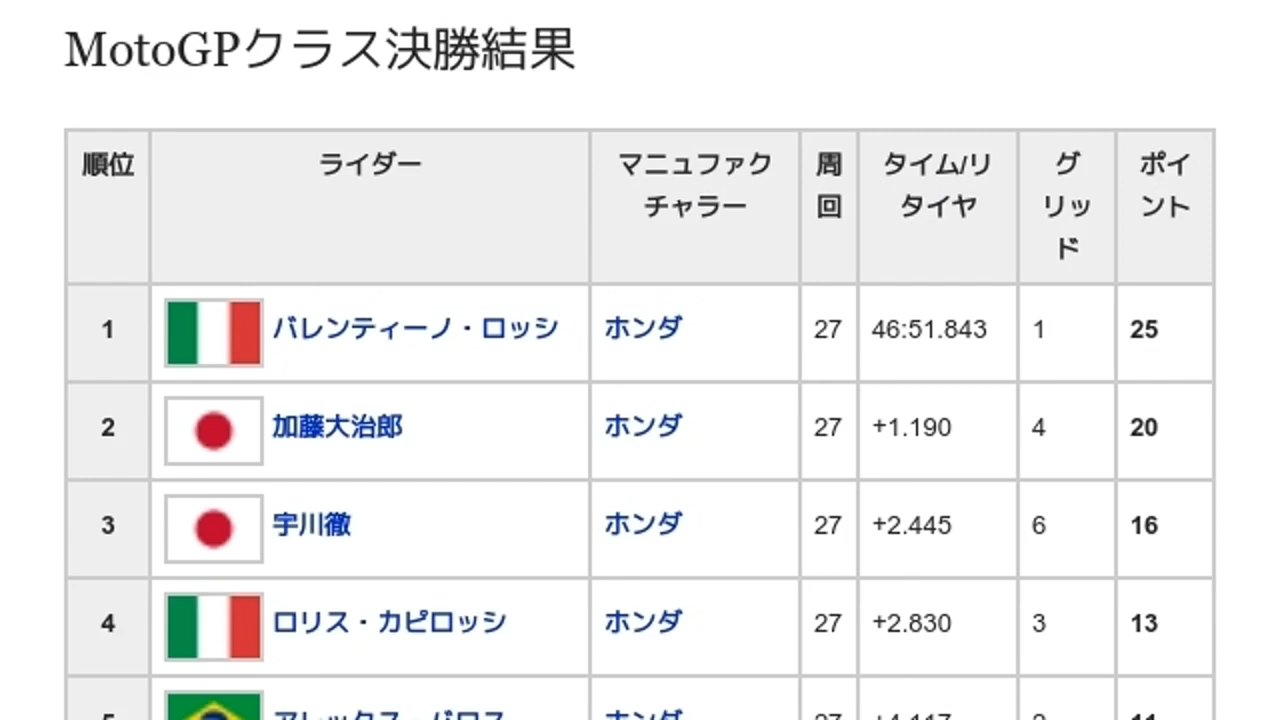 MotoGPクラス決勝結果
順位 ライダー マニュファク 周 タイム/リ グ ポイ
チャラー 回 タイヤ リッ ント
ド
1 バレンティーノ・ロッシ ホンダ 27 46:51.843 1 25
2 加藤大治郎 ホンダ 27 +1.190 4 20
3 宇川徹 ホンダ 27 +2.445 6 16
4 ロリス・カピロッシ ホンダ 27 +2.830 3 13